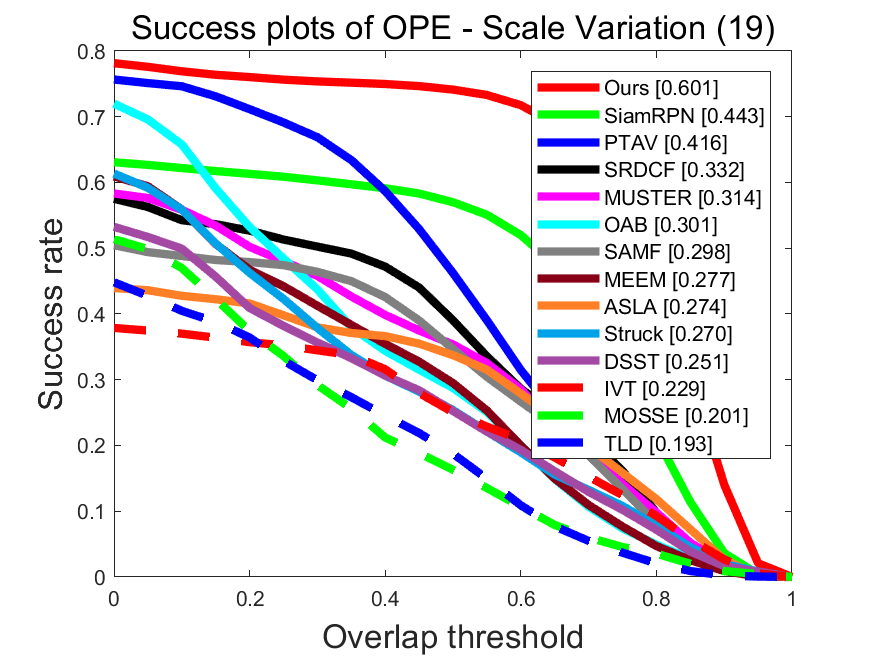 Success plots of OPE - Scale Variation (19)
Success rate
0.8
0.7
0.6
0.5
0.4
0.3
0.2
0.1
0
Ours [0.601]
SiamRPN [0.443]
PTAV [0.416]
SRDCF [0.332]
MUSTER [0.314]
OAB [0.301]
SAMF [0.298]
MEEM [0.277]
ASLA [0.274]
Struck [0.270]
DSST [0.251]
IVT [0.229]
MOSSE [0.201]
TLD [0.193]
0 0.2 0.4 0.6 0.8 1
Overlap threshold